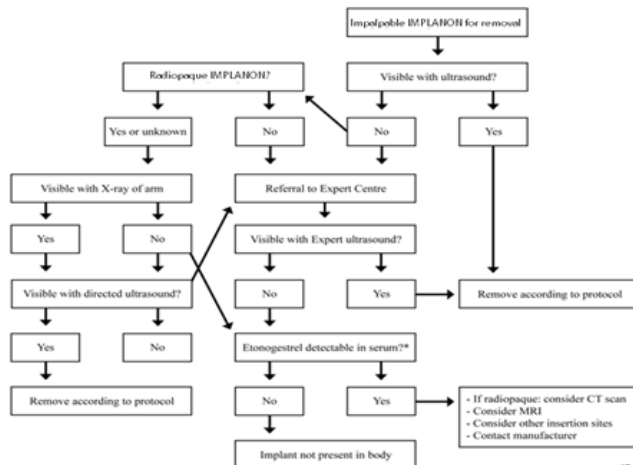 Impalpable IMPLANON for removal
Radiopaque IMPLANON?
Visible with ultrasound?
Yes or unknown
No
No
Yes
Visible with X-ray of arm
Referral to Expert Centre
Yes
No
Visible with Expert ultrasound?
Visible with directed ultrasound?
No
Yes
Remove according to protocol
Yes
No
Etonogestrel detectable in serum?*
Remove according to protocol
No
Yes
- If radiopaque: consider CT scan
- Consider MRI
- Consider other insertion sites
- Contact manufacturer
Implant not present in body